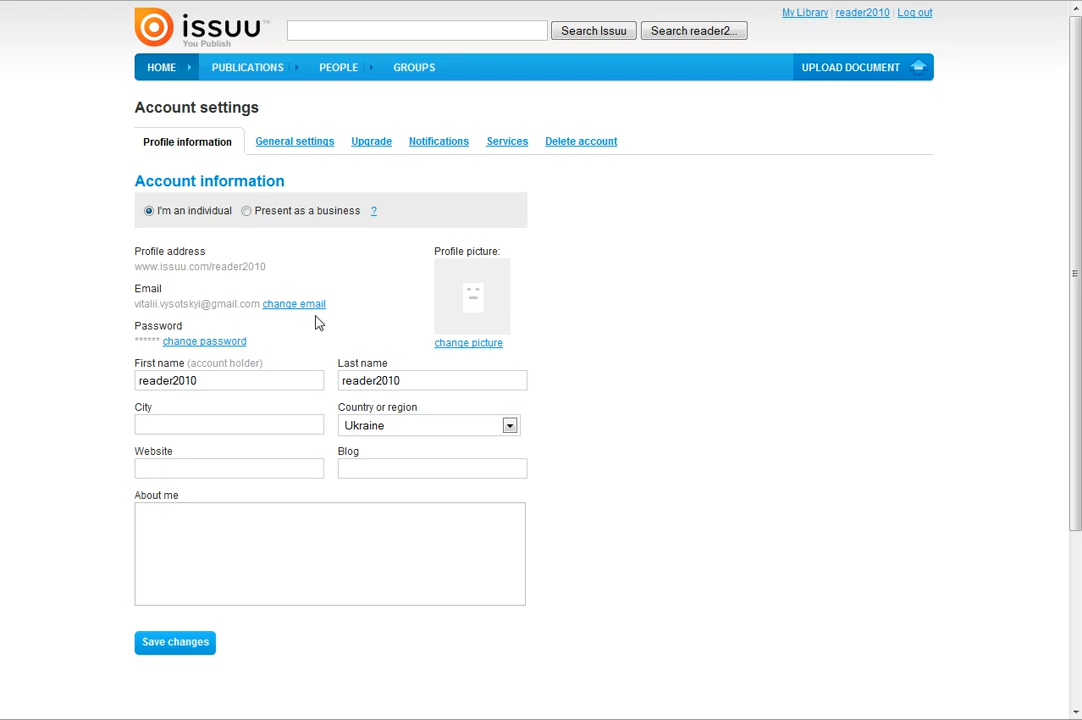 issuu™
You Publish
Search Issuu
Search reader2...
My Library | reader2010 | Log out
HOME PUBLICATIONS PEOPLE GROUPS
UPLOAD DOCUMENT
Account settings
Profile information General settings Upgrade Notifications Services Delete account
Account information
I'm an individual Present as a business ?
Profile address
www.issuu.com/reader2010
Profile picture:
Email
vitalii.vysotskyi@gmail.com change email
Password
****** change password
change picture
First name (account holder)
Last name
reader2010
reader2010
City
Country or region
Ukraine
Website
Blog
About me
Save changes